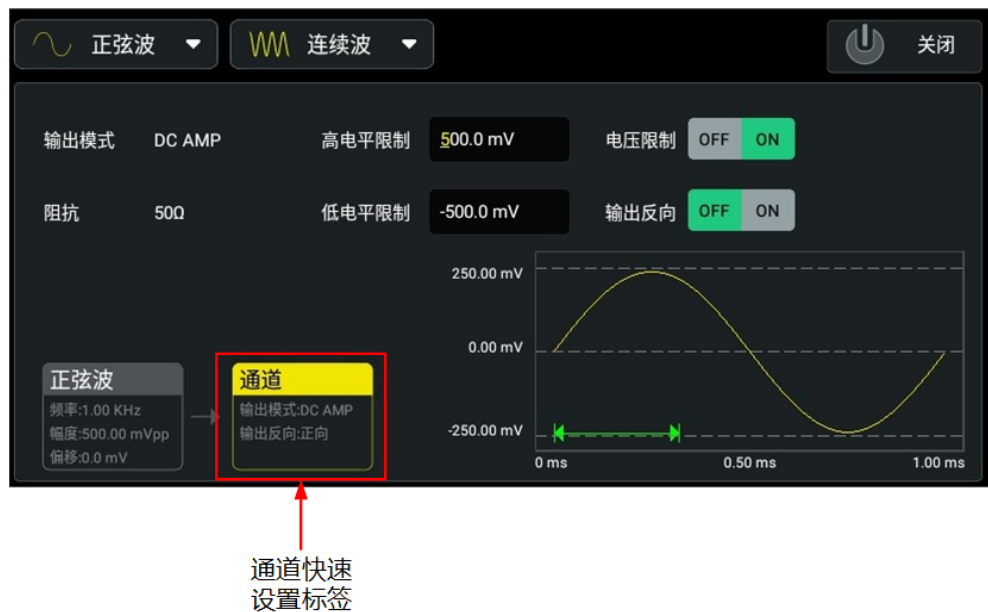 正弦波 连续波 关闭
输出模式 DC AMP 高电平限制 500.0 mV 电压限制 OFF ON
阻抗 50Ω 低电平限制 -500.0 mV 输出反向 OFF ON
250.00 mV
0.00 mV
-250.00 mV
0 ms 0.50 ms 1.00 ms
正弦波
频率:1.00 KHz
幅度:500.00 mVpp
偏移:0.0 mV
通道
输出模式:DC AMP
输出反向:正向
通道快速
设置标签